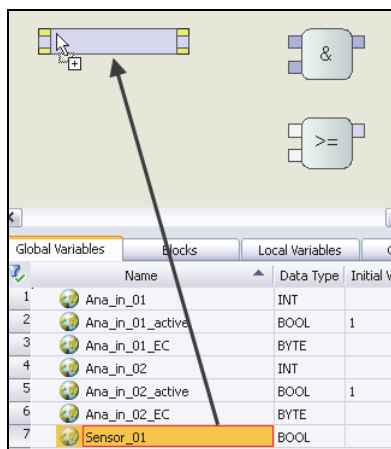 &
>=
Global Variables Blocks Local Variables
Name Data Type Initial V
1 Ana_in_01 INT
2 Ana_in_01_active BOOL 1
3 Ana_in_01_EC BYTE
4 Ana_in_02 INT
5 Ana_in_02_active BOOL 1
6 Ana_in_02_EC BYTE
7 Sensor_01 BOOL